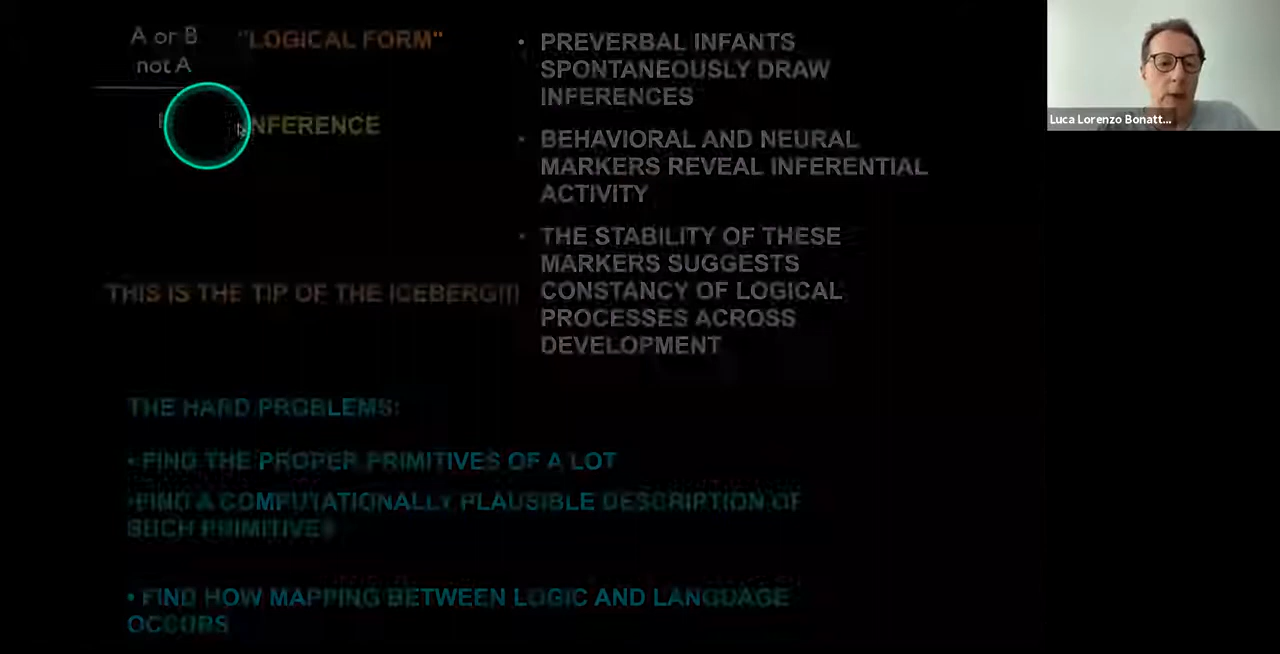 A or B
"LOGICAL FORM"
not A
NFERENCE
• PREVERBAL INFANTS
SPONTANEOUSLY DRAW
INFERENCES
• BEHAVIORAL AND NEURAL
MARKERS REVEAL INFERENTIAL
ACTIVITY
• THE STABILITY OF THESE
MARKERS SUGGESTS
CONSTANCY OF LOGICAL
PROCESSES ACROSS
DEVELOPMENT
THIS IS THE TIP OF THE ICEBERG!!!
THE HARD PROBLEMS:
• FIND THE PROPER PRIMITIVES OF A LOT
• FIND A COMPUTATIONALLY PLAUSIBLE DESCRIPTION OF
SUCH PRIMITIVES
• FIND HOW MAPPING BETWEEN LOGIC AND LANGUAGE
OCCURS
Luca Lorenzo Bonatt...